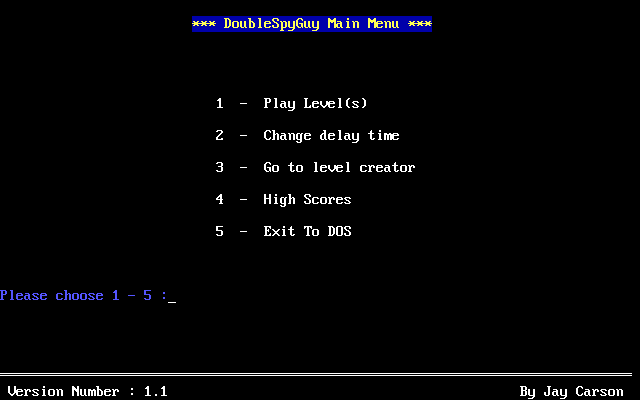 *** DoubleSpyGuy Main Menu ***
1 - Play Level(s)
2 - Change delay time
3 - Go to level creator
4 - High Scores
5 - Exit To DOS
Please choose 1 - 5 :_
Version Number : 1.1
By Jay Carson